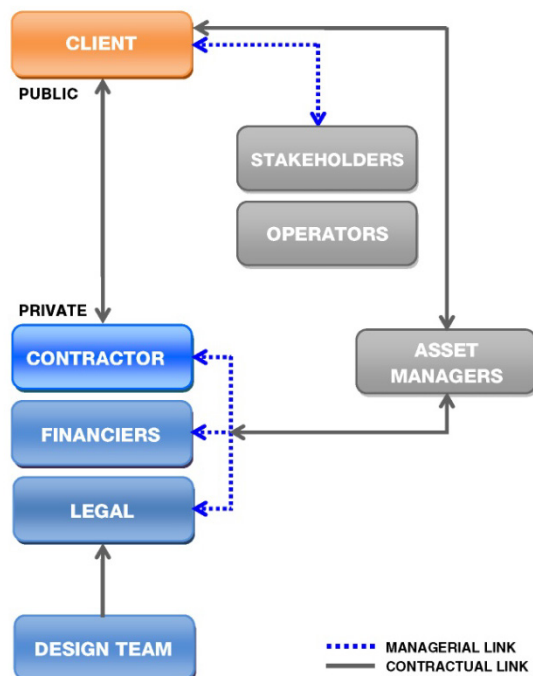 CLIENT
PUBLIC
STAKEHOLDERS
OPERATORS
PRIVATE
CONTRACTOR
ASSET
MANAGERS
FINANCIERS
LEGAL
DESIGN TEAM
MANAGERIAL LINK
CONTRACTUAL LINK